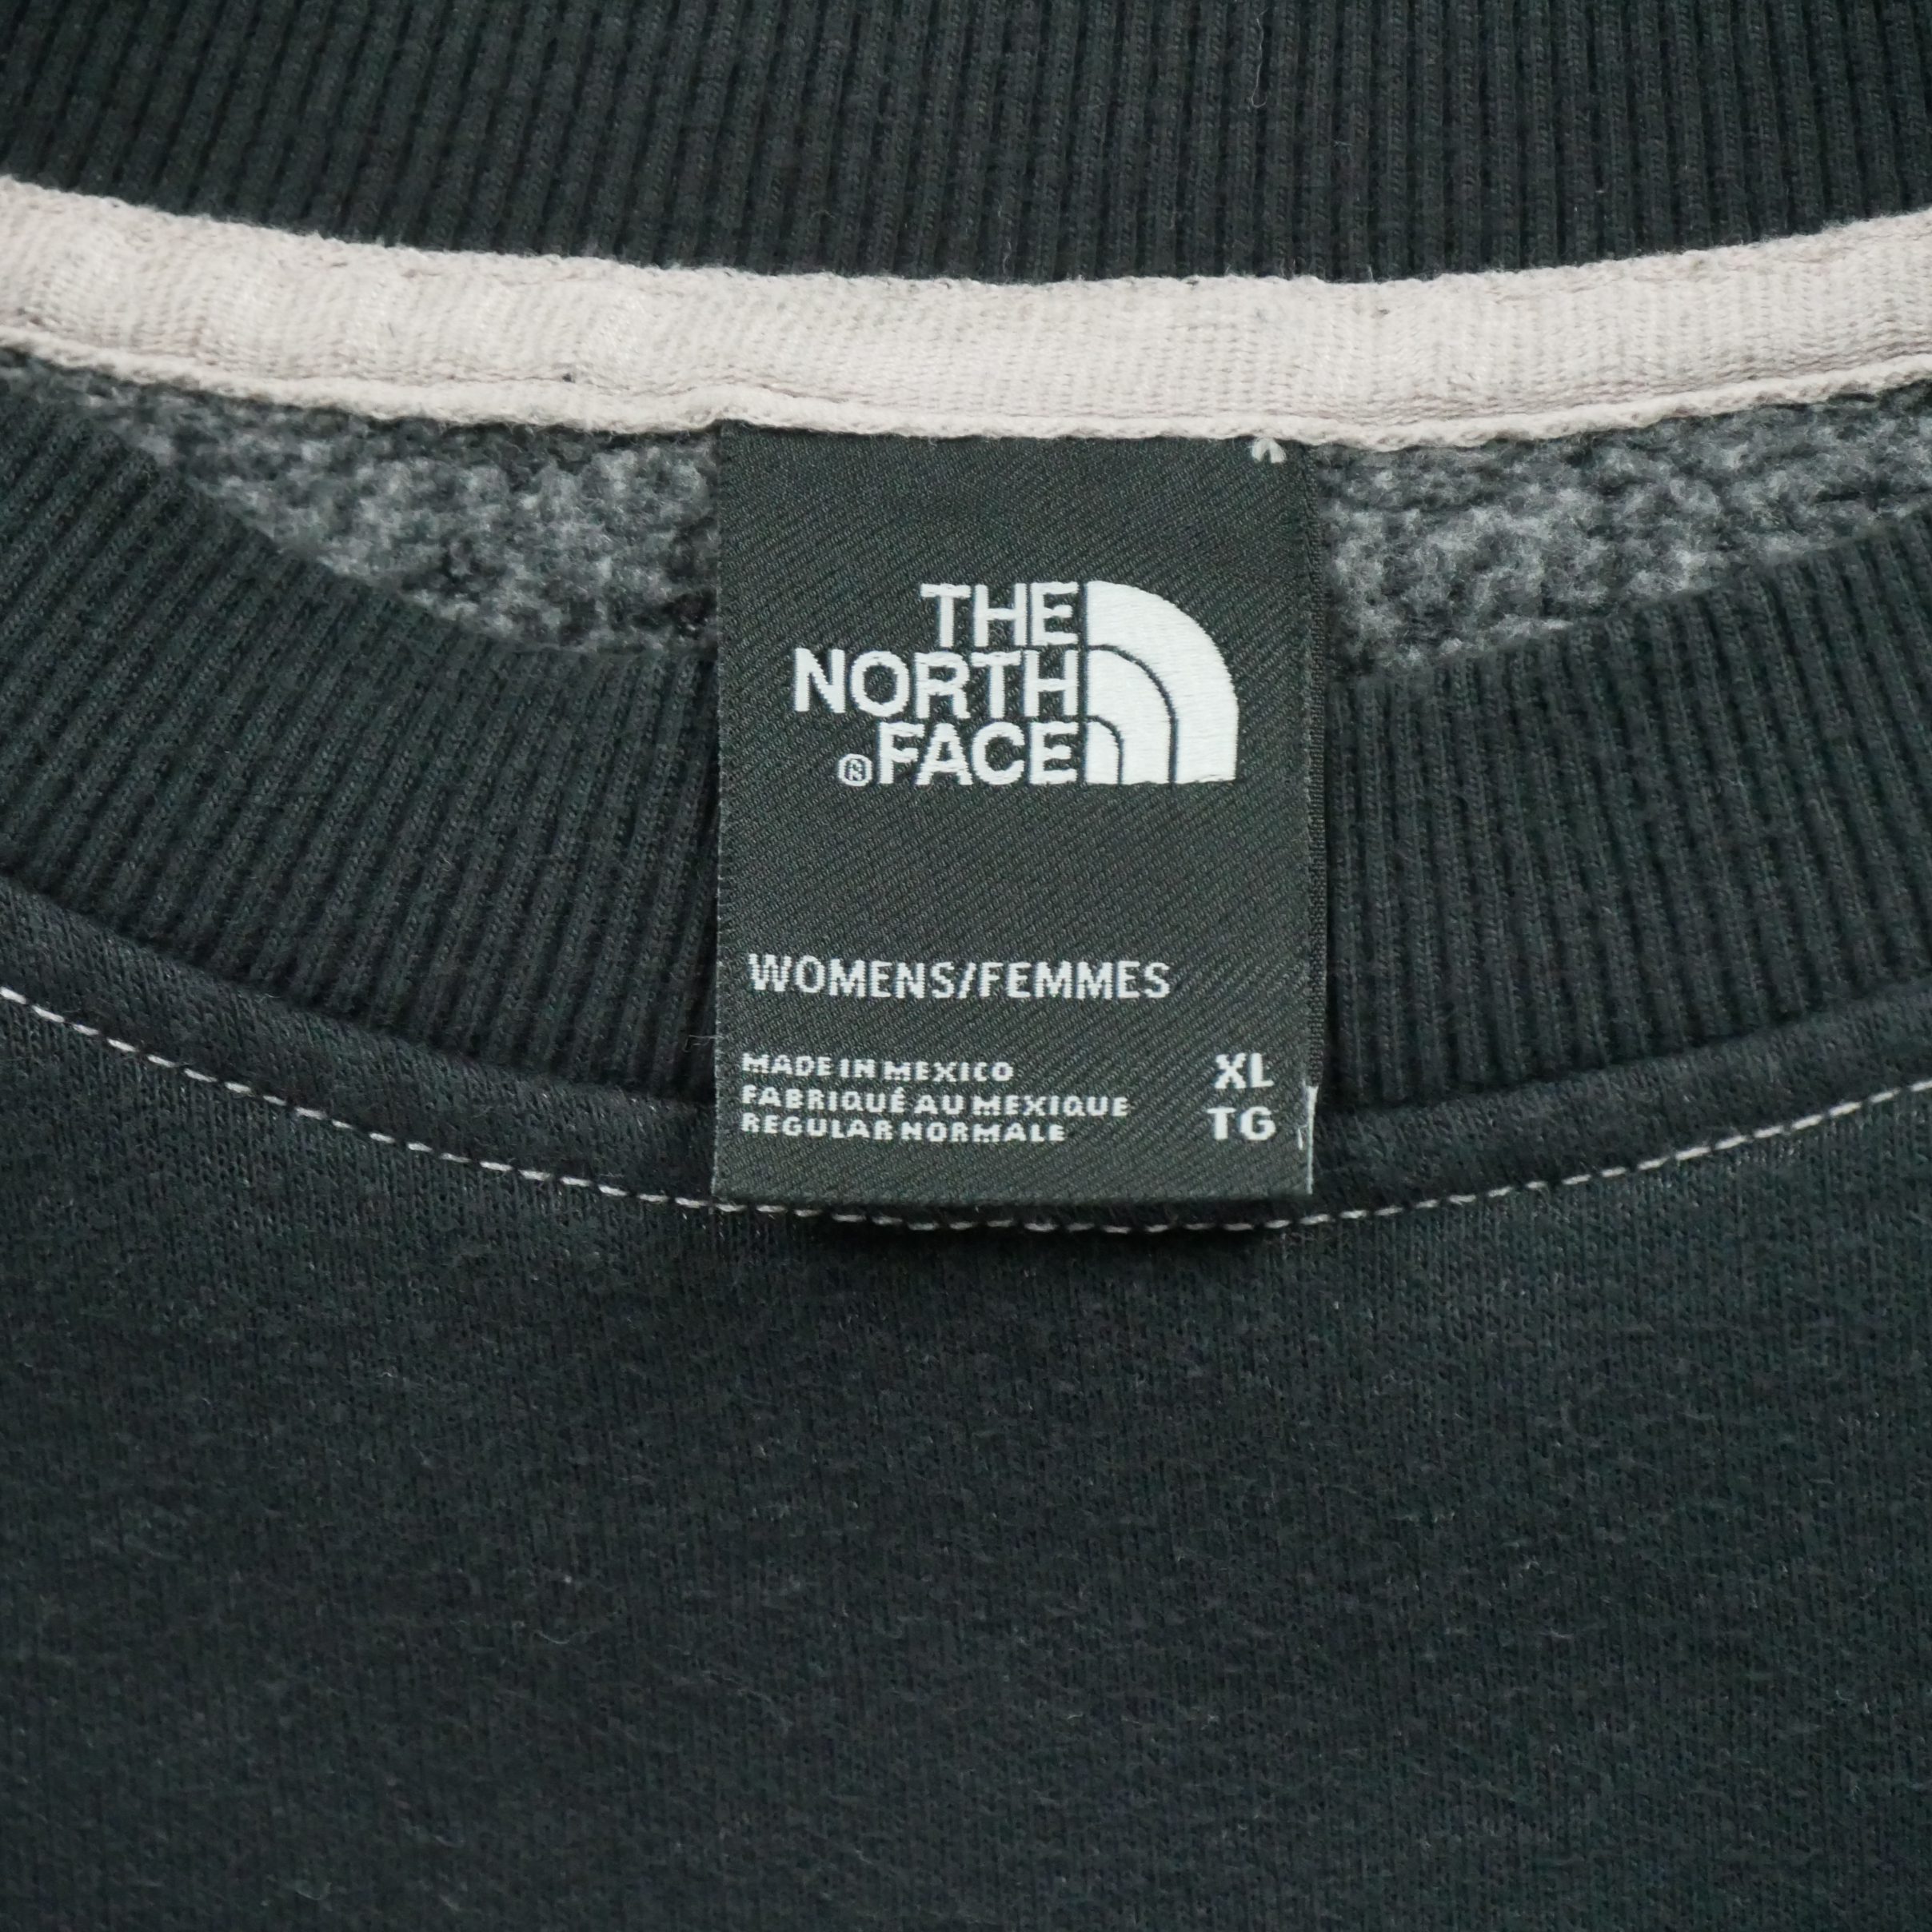 THE
NORTH
®FACE
WOMENS/FEMMES
MADE IN MEXICO XL
FABRIQUÉ AU MEXIQUE TG
REGULAR NORMALE